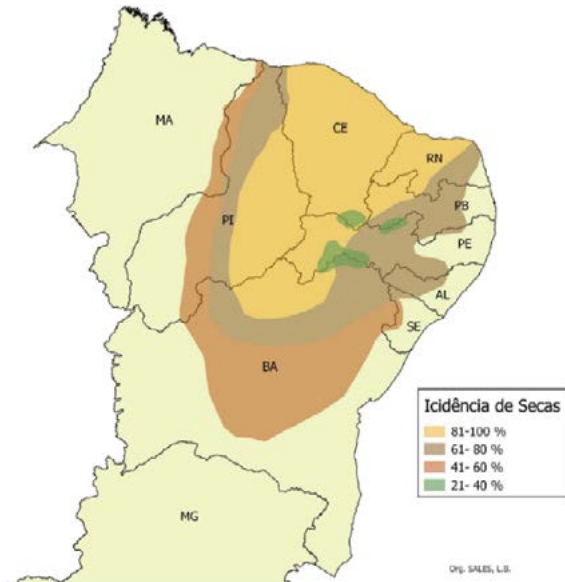 MA
CE
RN
PI
PB
PE
AL
SE
BA
MG
Icidência de Secas
81-100 %
61- 80 %
41- 60 %
21- 40 %
Org. SALES, L.B.